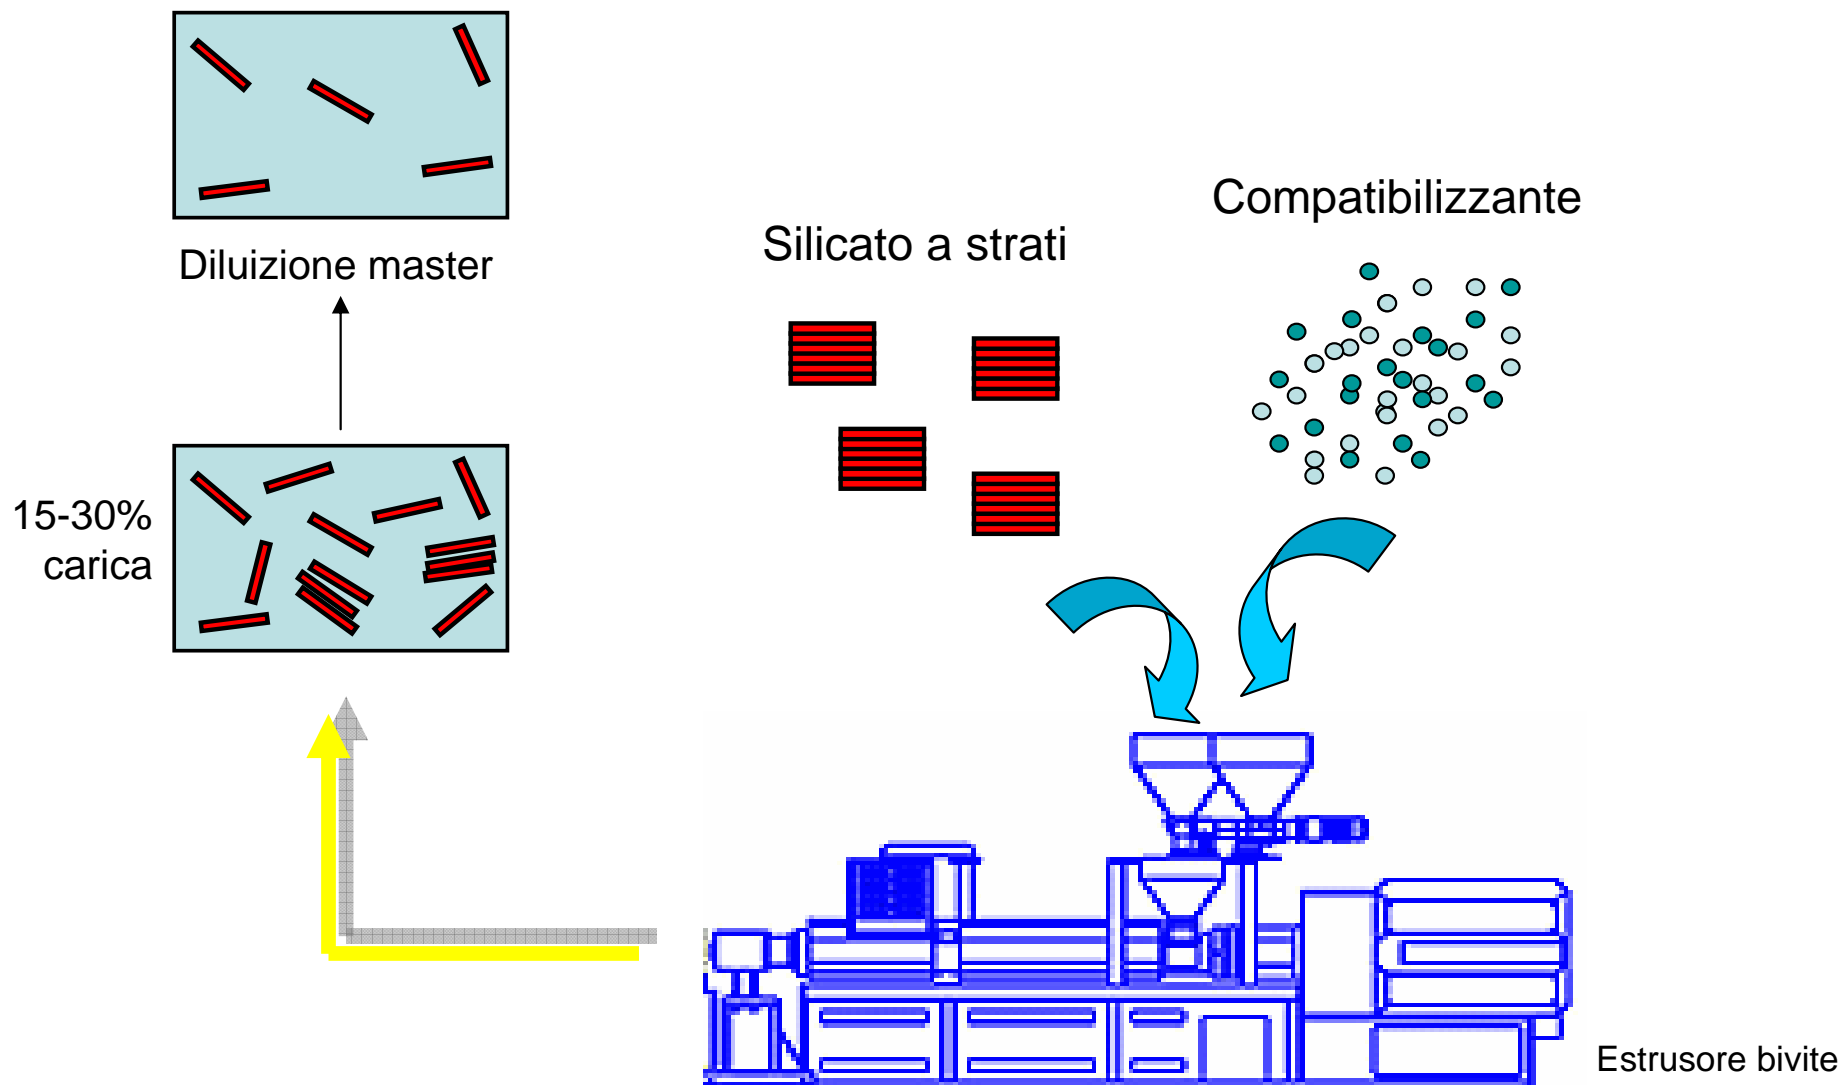 Diluizione master
15-30%
carica
Silicato a strati
Compatibilizzante
Estrusore bivite